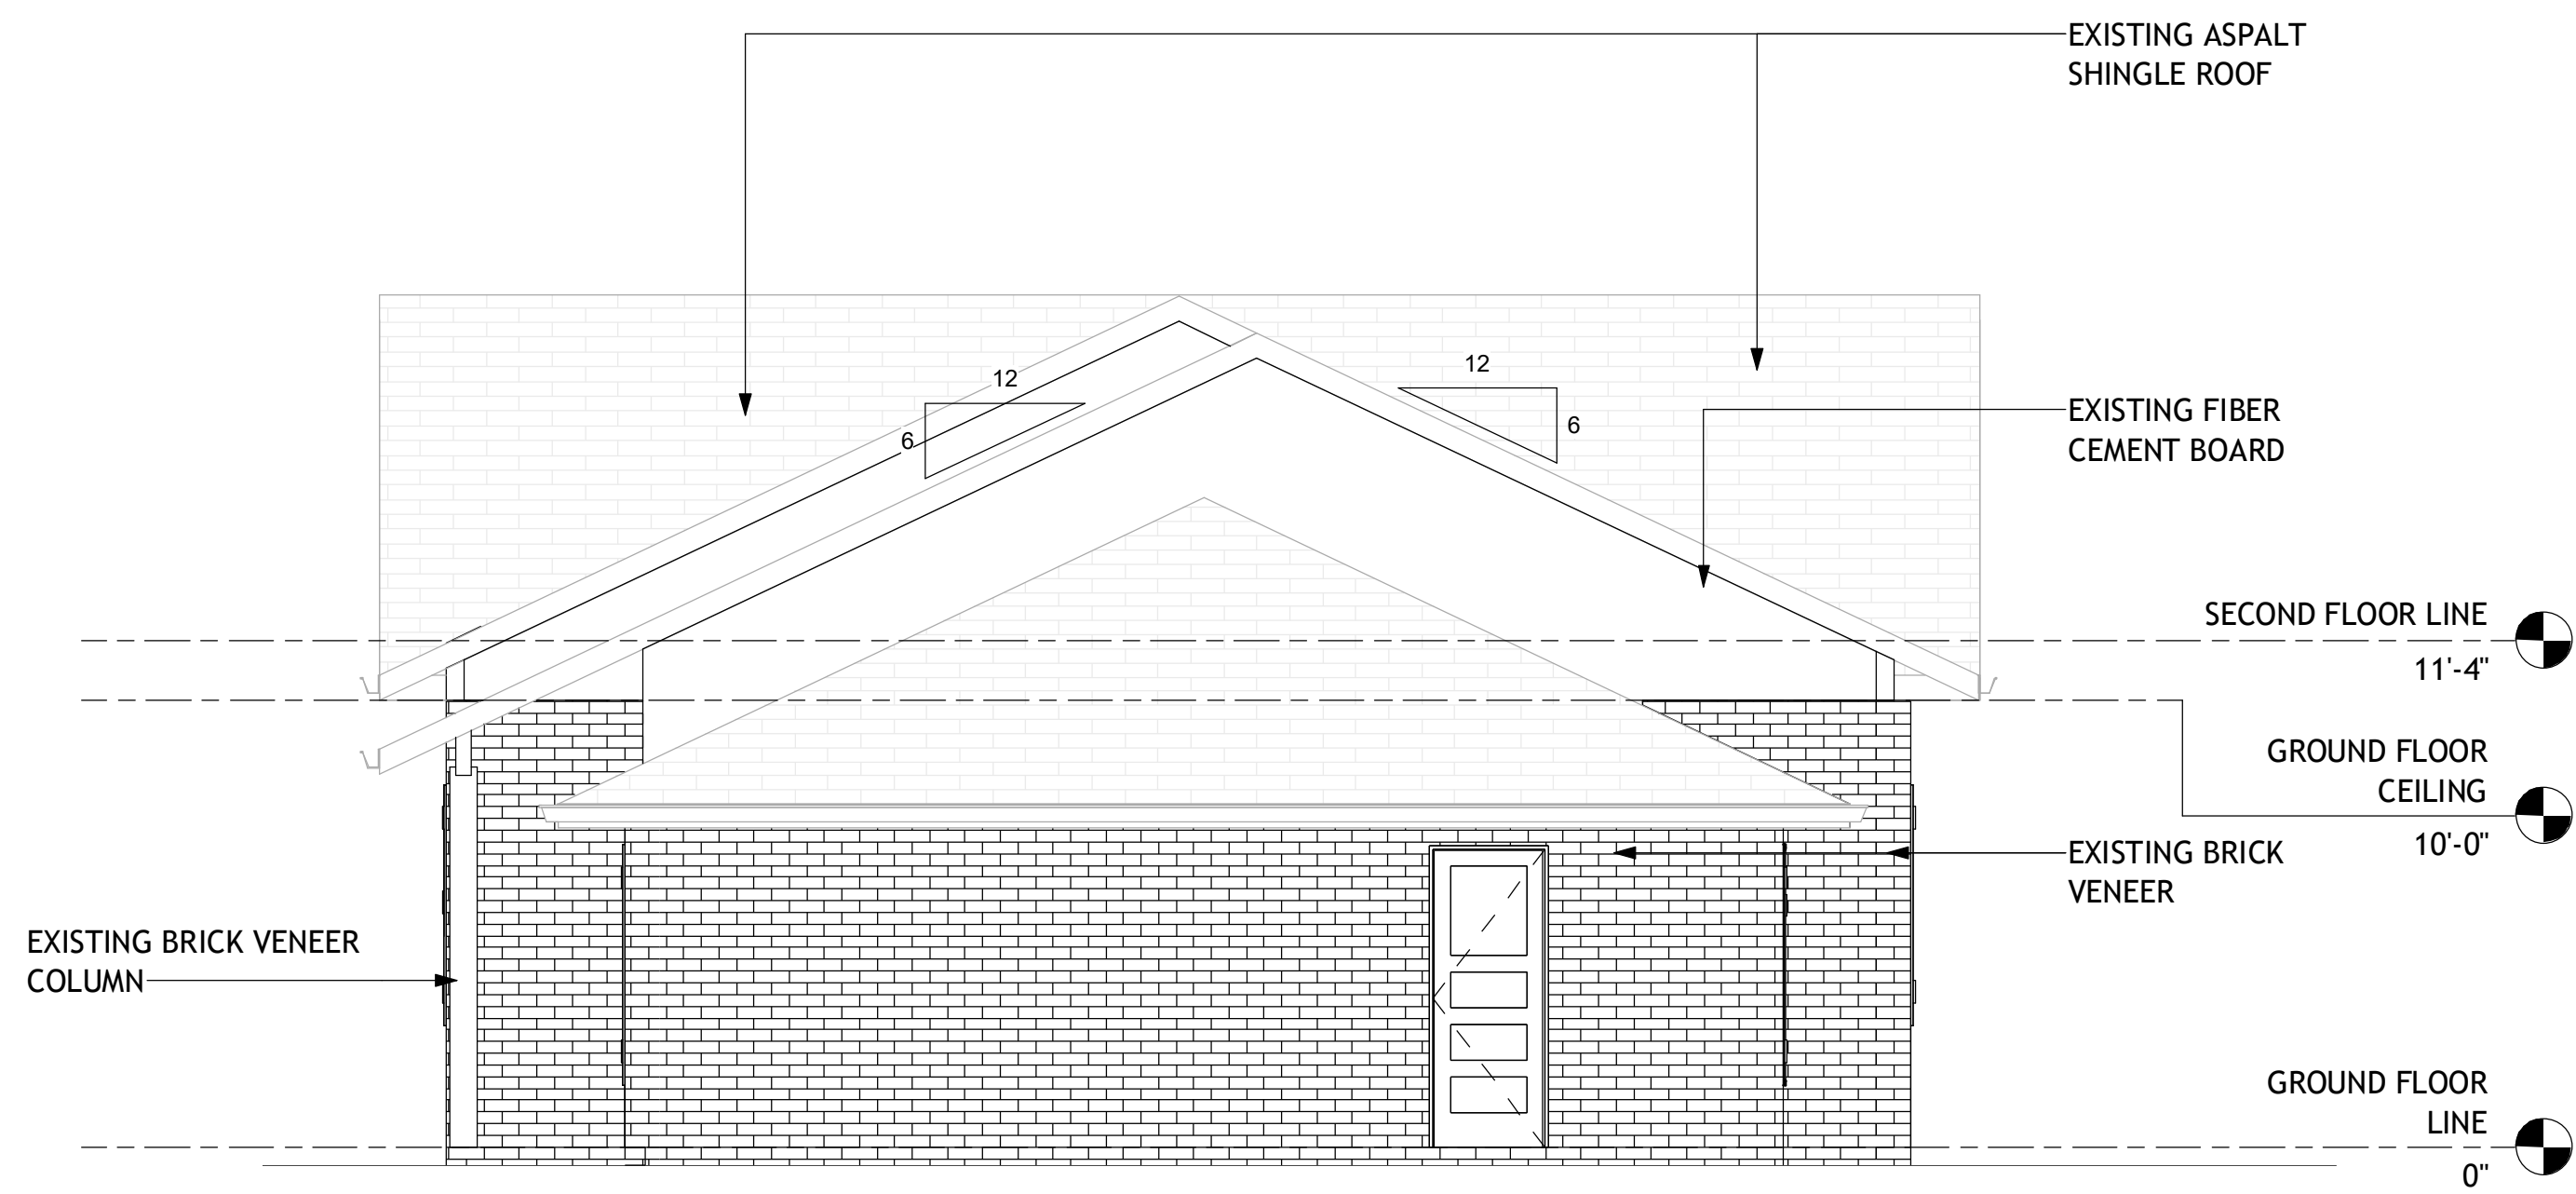 EXISTING ASPALT
SHINGLE ROOF
12
12
6
6
EXISTING FIBER
CEMENT BOARD
SECOND FLOOR LINE
11'-4"
GROUND FLOOR
CEILING
10'-0"
EXISTING BRICK
VENEER
EXISTING BRICK VENEER
COLUMN
GROUND FLOOR
LINE
0"